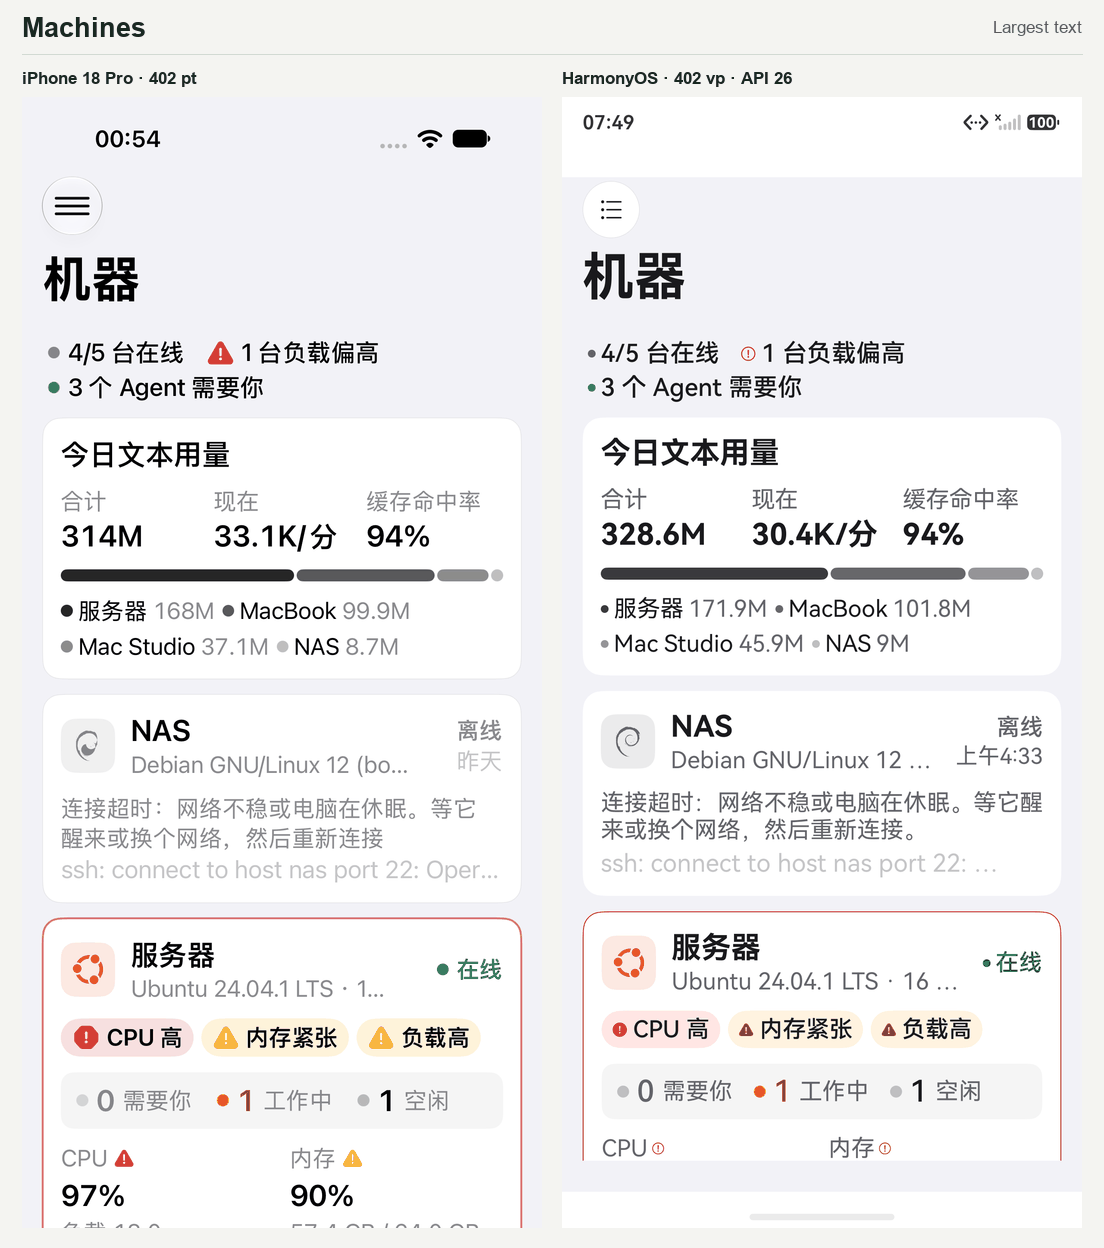 Machines
Largest text
iPhone 18 Pro · 402 pt
00:54
机器
4/5 台在线 1 台负载偏高
3 个 Agent 需要你
今日文本用量
合计 现在 缓存命中率
314M 33.1K/分 94%
服务器 168M MacBook 99.9M
Mac Studio 37.1M NAS 8.7M
NAS 离线
Debian GNU/Linux 12 (bo... 昨天
连接超时：网络不稳或电脑在休眠。等它
醒来或换个网络，然后重新连接
ssh: connect to host nas port 22: Oper...
服务器
在线
Ubuntu 24.04.1 LTS · 1...
CPU 高 内存紧张 负载高
0 需要你 1 工作中 1 空闲
CPU 内存
97% 90%
HarmonyOS · 402 vp · API 26
07:49 100
机器
4/5 台在线 1 台负载偏高
3 个 Agent 需要你
今日文本用量
合计 现在 缓存命中率
328.6M 30.4K/分 94%
服务器 171.9M MacBook 101.8M
Mac Studio 45.9M NAS 9M
NAS 离线
Debian GNU/Linux 12 ... 上午4:33
连接超时：网络不稳或电脑在休眠。等它醒
来或换个网络，然后重新连接。
ssh: connect to host nas port 22: ...
服务器
在线
Ubuntu 24.04.1 LTS · 16 ...
CPU 高 内存紧张 负载高
0 需要你 1 工作中 1 空闲
CPU 内存